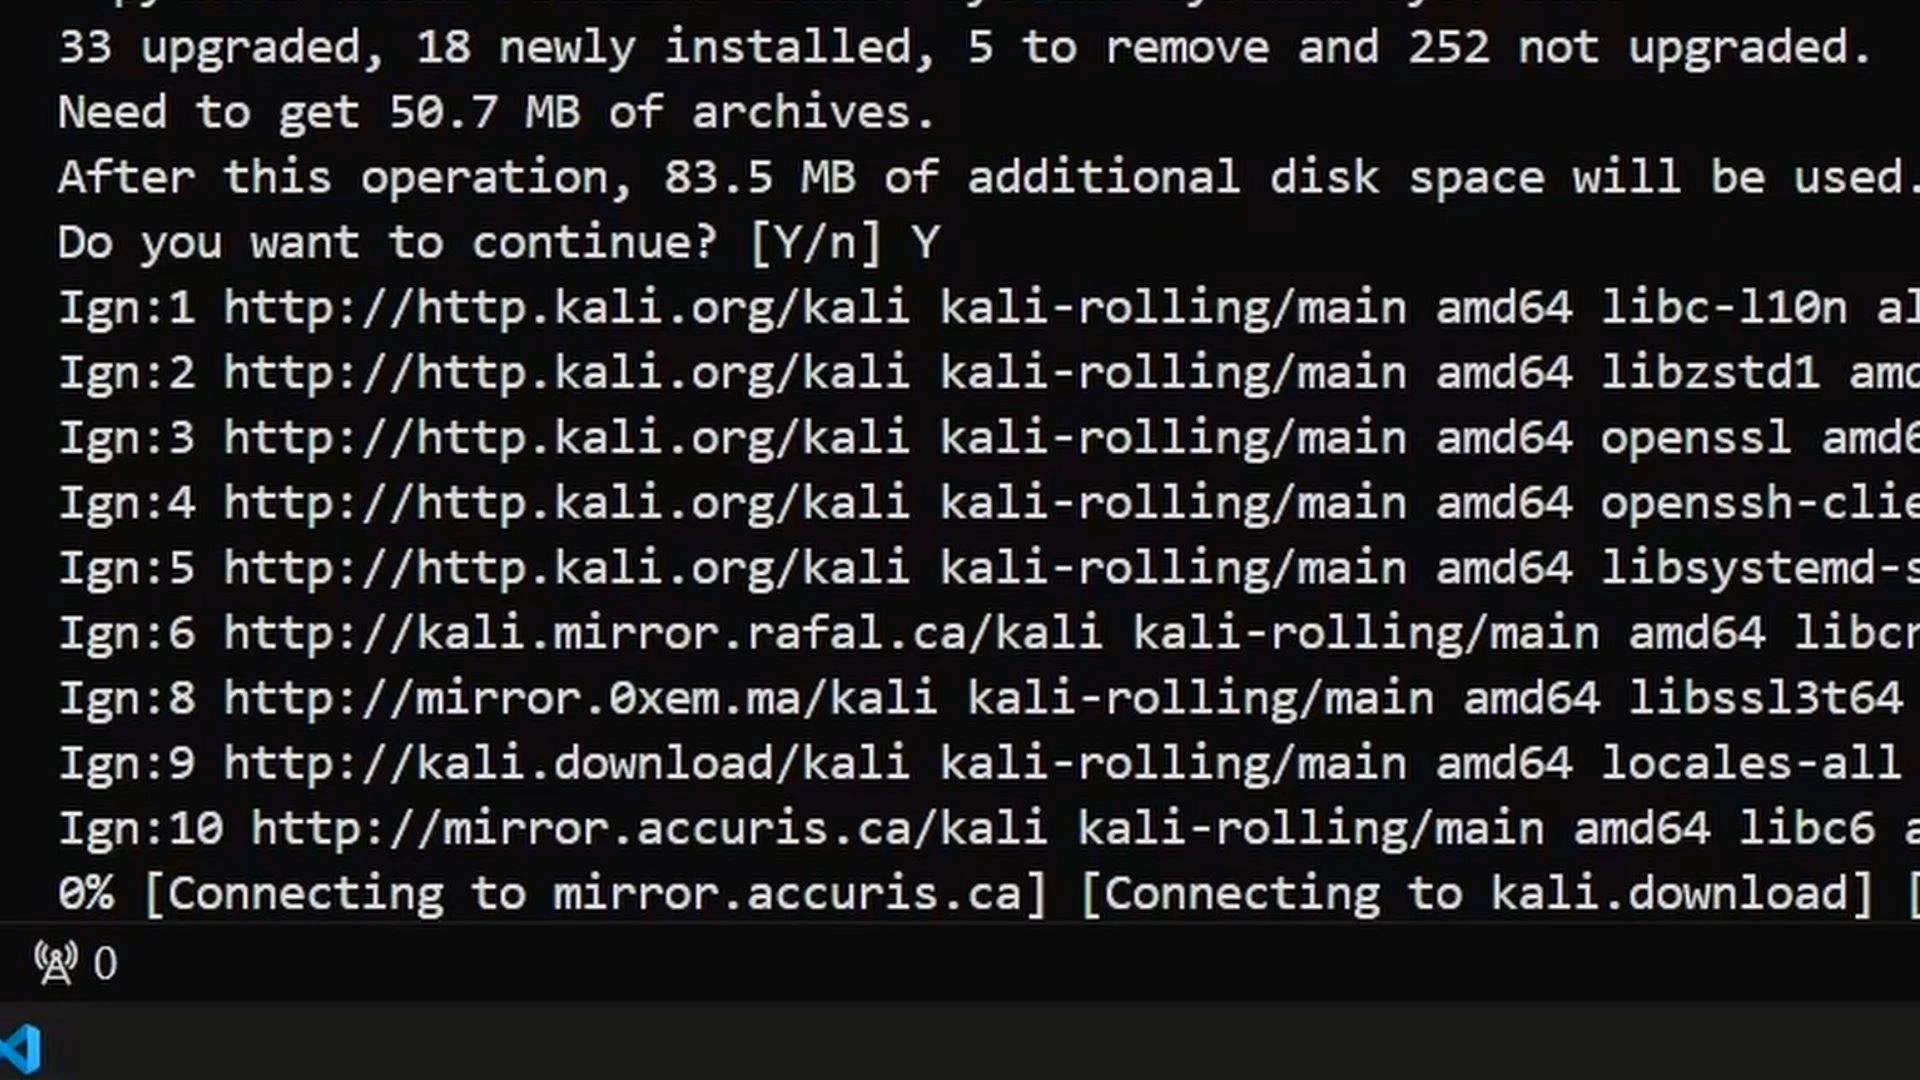 33 upgraded, 18 newly installed, 5 to remove and 252 not upgraded.
Need to get 50.7 MB of archives.
After this operation, 83.5 MB of additional disk space will be used.
Do you want to continue? [Y/n] Y
Ign:1 http://http.kali.org/kali kali-rolling/main amd64 libc-l10n al
Ign:2 http://http.kali.org/kali kali-rolling/main amd64 libzstd1 amd
Ign:3 http://http.kali.org/kali kali-rolling/main amd64 openssl amd6
Ign:4 http://http.kali.org/kali kali-rolling/main amd64 openssh-clie
Ign:5 http://http.kali.org/kali kali-rolling/main amd64 libsystemd-s
Ign:6 http://kali.mirror.rafal.ca/kali kali-rolling/main amd64 libcr
Ign:8 http://mirror.0xem.ma/kali kali-rolling/main amd64 libssl3t64
Ign:9 http://kali.download/kali kali-rolling/main amd64 locales-all
Ign:10 http://mirror.accuris.ca/kali kali-rolling/main amd64 libc6 a
0% [Connecting to mirror.accuris.ca] [Connecting to kali.download] [
0